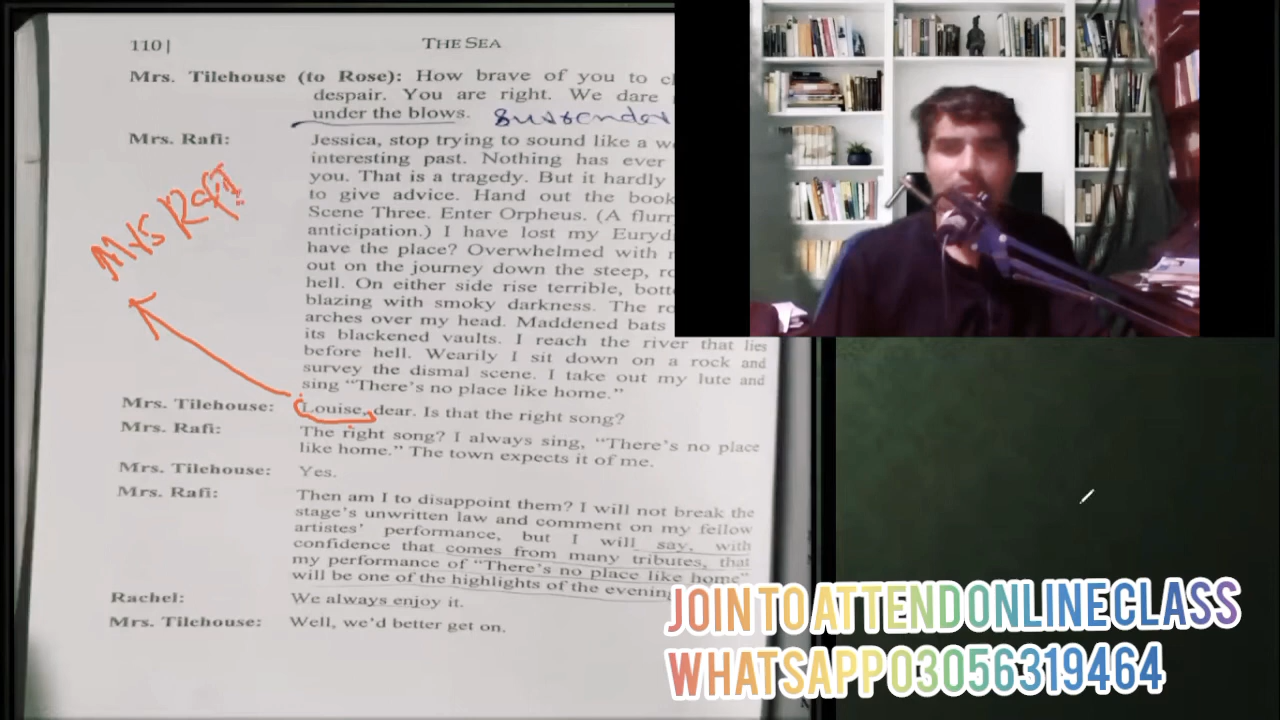 110|
THE SEA
Mrs. Tilehouse (to Rose): How brave of you to
despair. You are right. We dare
under the blows. Surrender
Mrs. Rafi: Jessica, stop trying to sound like a
interesting past. Nothing has ever
you. That is a tragedy. But it hardly
to give advice. Hand out the
Scene Three. Enter Orpheus. (A
anticipation.) I have lost my
have the place? Overwhelmed with
out on the journey down the steep,
hell. On either side rise terrible,
blazing with smoky darkness. The
arches over my head. Maddened bats
its blackened vaults. I reach the river that lies
before hell. Wearily I sit down on a rock and
survey the dismal scene. I take out my lute and
sing “There's no place like home.”
Mrs Rafi
Mrs. Tilehouse: Louise, dear. Is that the right song?
Mrs. Rafi: The right song? I always sing, “There's no place
like home.” The town expects it of me.
Mrs. Tilehouse: Yes.
Mrs. Rafi: Then am I to disappoint them? I will not break the
stage's unwritten law and comment on my fellow
artistes' performance, but I will say, with
confidence that comes from many tributes, that
my performance of “There's no place like home”
will be one of the highlights of the evening
Rachel: We always enjoy it.
Mrs. Tilehouse: Well, we'd better get on.
JOIN TO ATTEND ONLINE CLASS
WHATSAPP 03056319464